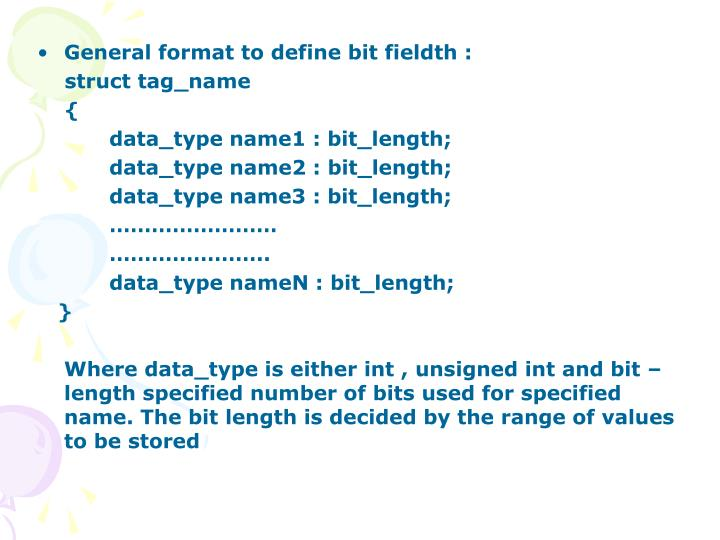 • General format to define bit fieldth :
struct tag_name
{
data_type name1 : bit_length;
data_type name2 : bit_length;
data_type name3 : bit_length;
……………………
…………………..
data_type nameN : bit_length;
}
Where data_type is either int , unsigned int and bit –
length specified number of bits used for specified
name. The bit length is decided by the range of values
to be stored